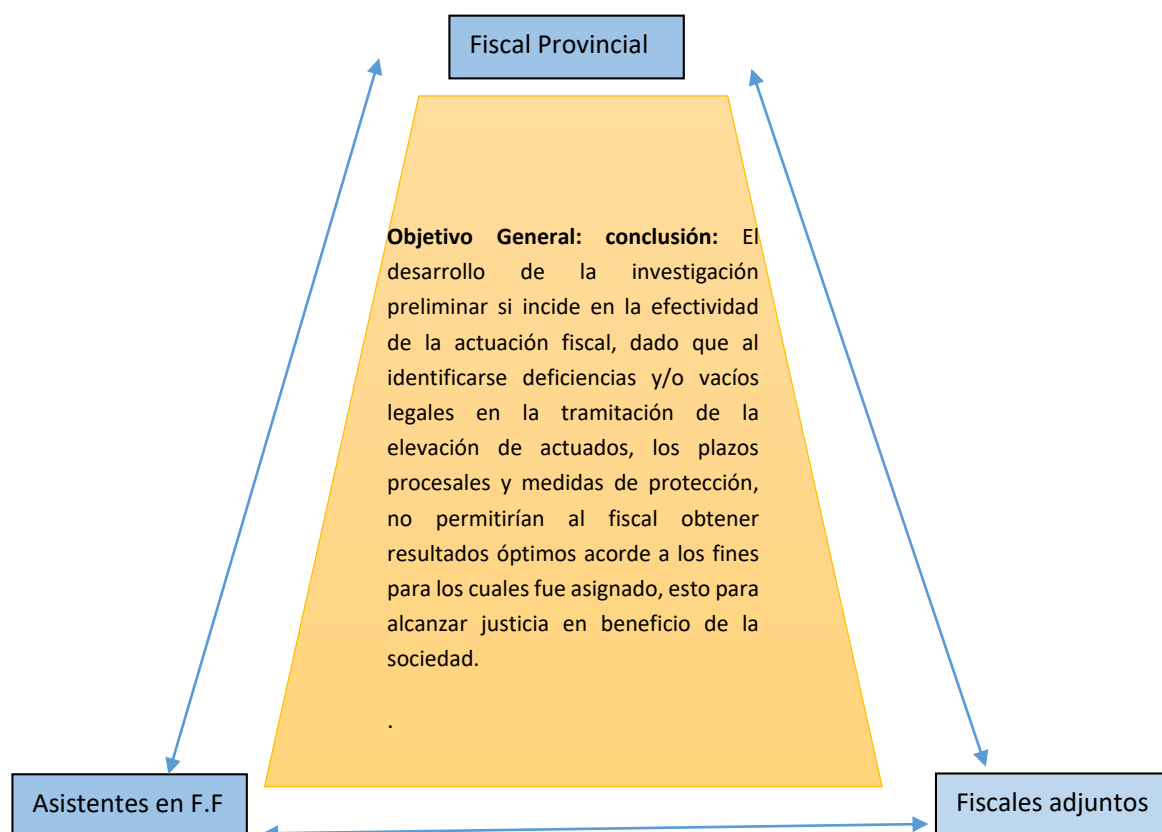 Fiscal Provincial
Objetivo General: conclusión: El
desarrollo de la investigación
preliminar si incide en la efectividad
de la actuación fiscal, dado que al
identificarse deficiencias y/o vacíos
legales en la tramitación de la
elevación de actuados, los plazos
procesales y medidas de protección,
no permitirían al fiscal obtener
resultados óptimos acorde a los fines
para los cuales fue asignado, esto para
alcanzar justicia en beneficio de la
sociedad.
.
Asistentes en F.F
Fiscales adjuntos